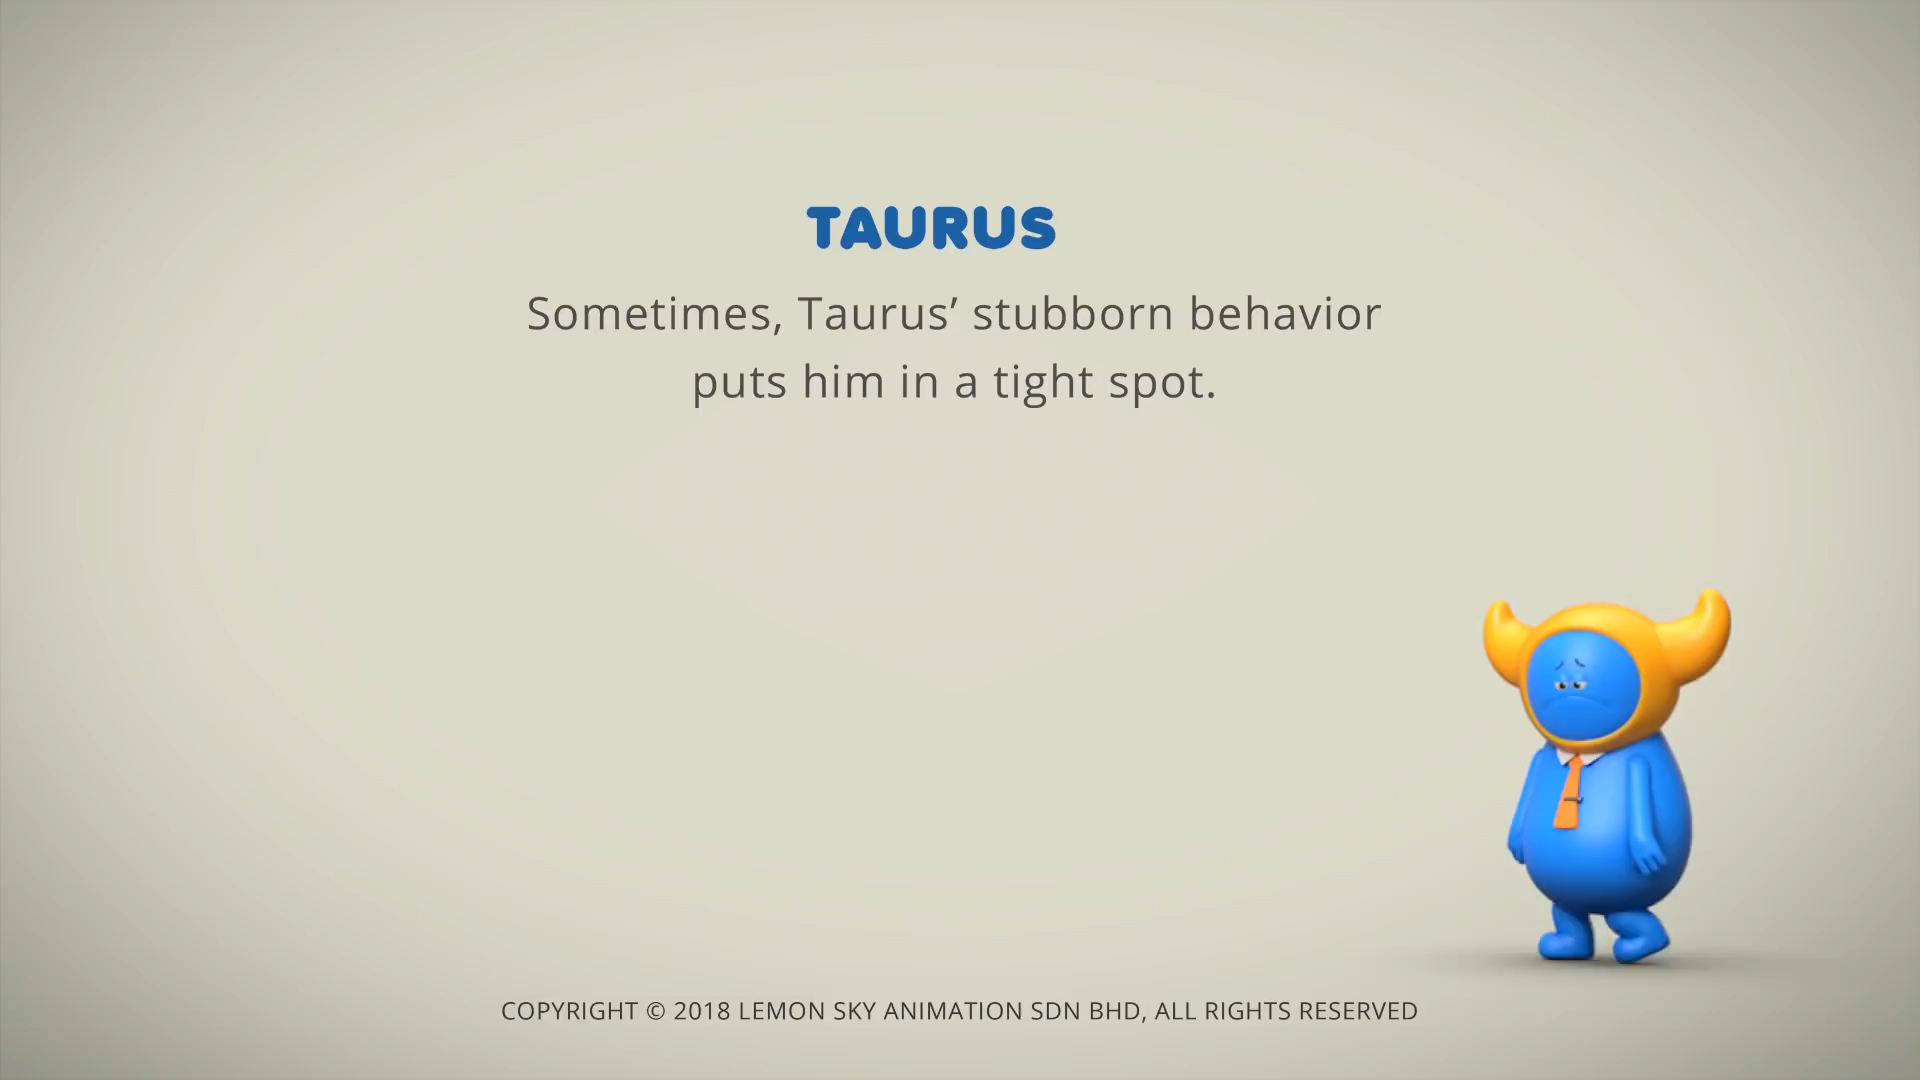 TAURUS
Sometimes, Taurus’ stubborn behavior
puts him in a tight spot.
COPYRIGHT © 2018 LEMON SKY ANIMATION SDN BHD, ALL RIGHTS RESERVED